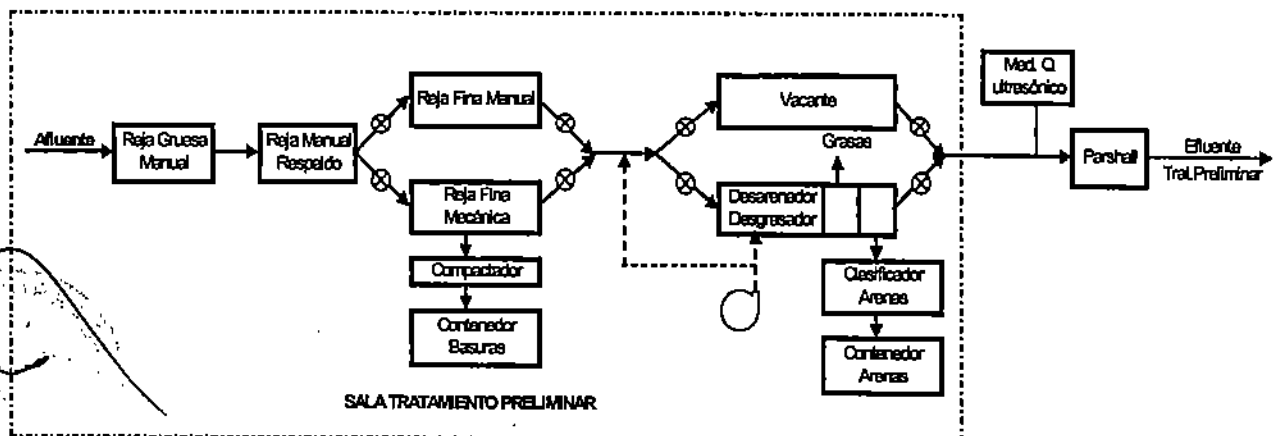 Afluente
Reja Gruesa
Manual
Reja Manual
Respaldo
Reja Fina Manual
Reja Fina
Mecánica
Compactador
Contenedor
Basuras
Vacante
Grasas
Desarenador
Desgrasador
Clasificador
Arenas
Contenedor
Arenas
Med. Q
ultrasónico
Parshall
Efluente
Trat. Preliminar
SALA TRATAMIENTO PRELIMINAR